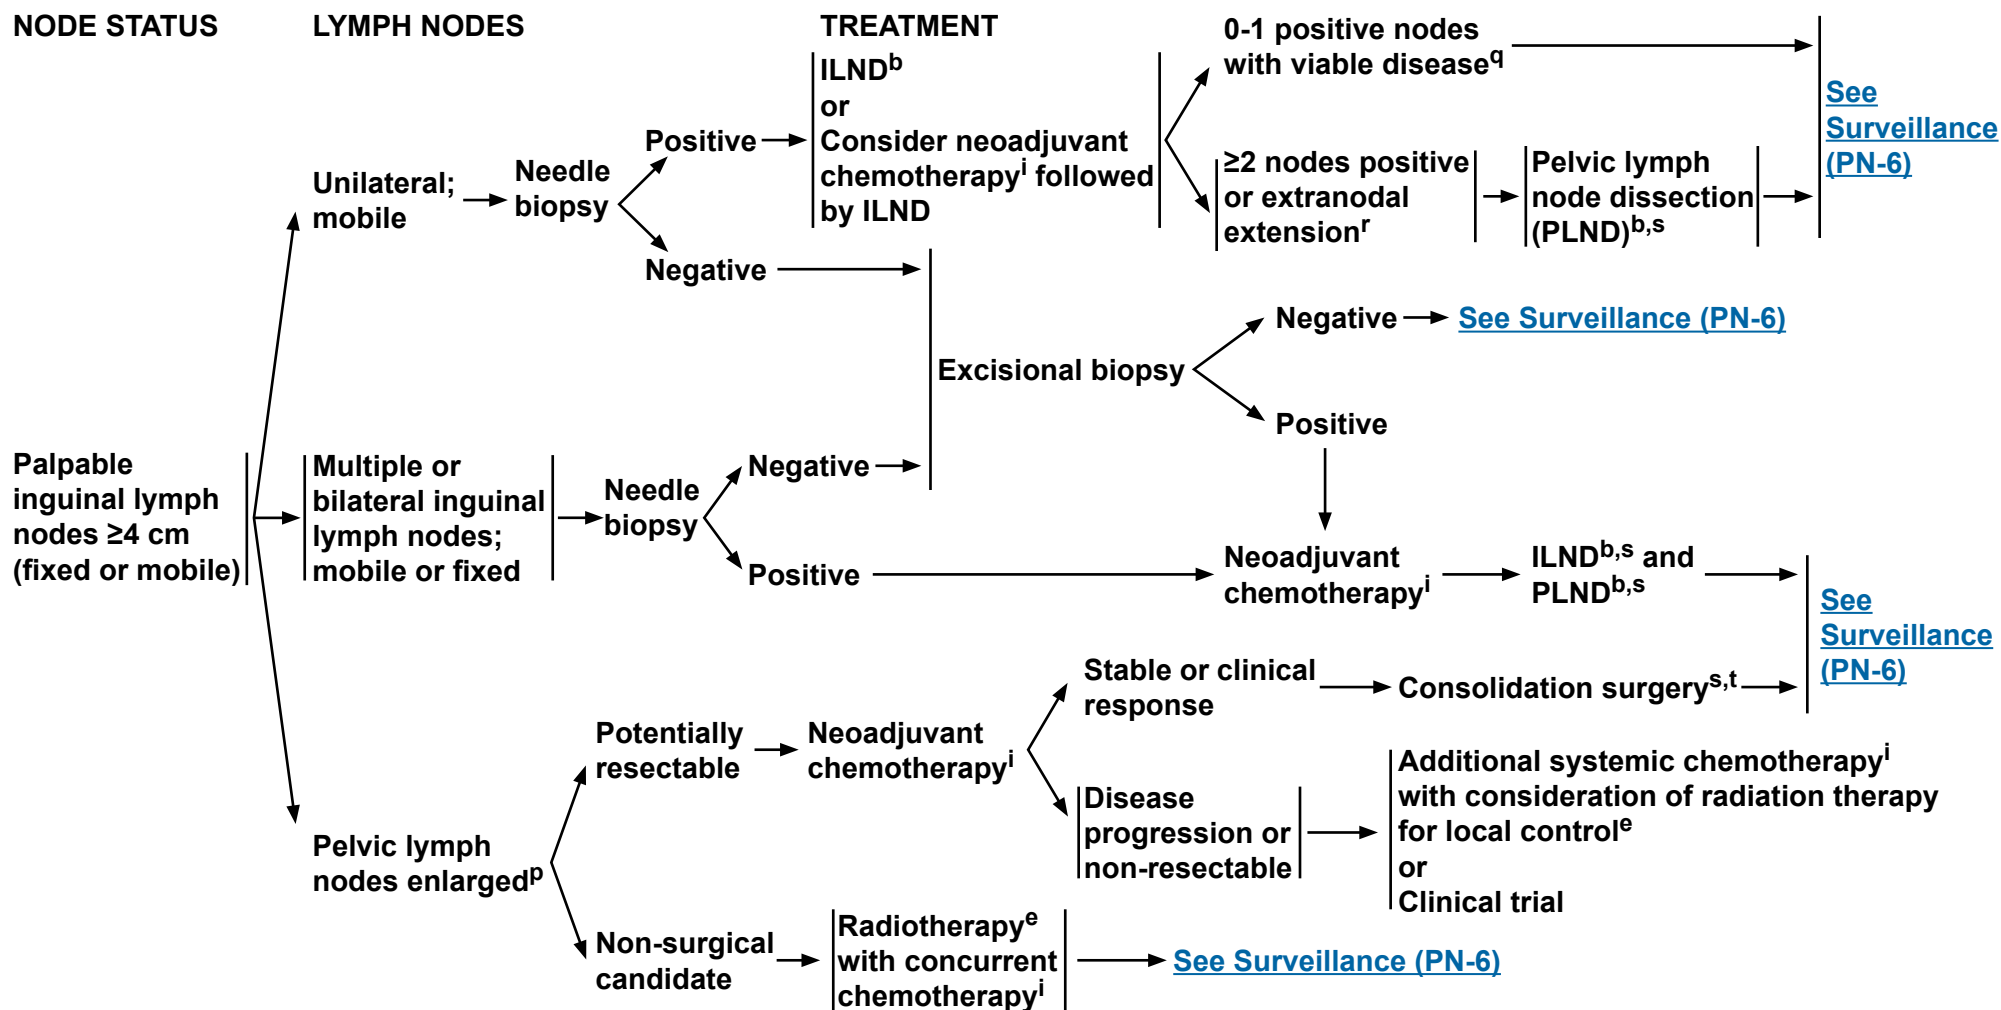 NODE STATUS
LYMPH NODES
TREATMENT
Palpable
inguinal lymph
nodes ≥4 cm
(fixed or mobile)
Unilateral;
mobile
Needle
biopsy
Positive
Negative
ILNDᵇ
or
Consider neoadjuvant
chemotherapyⁱ followed
by ILND
0-1 positive nodes
with viable disease^q
≥2 nodes positive
or extranodal
extensionʳ
Pelvic lymph
node dissection
(PLND)ᵇ,ˢ
See
Surveillance
(PN-6)
Excisional biopsy
Negative
See Surveillance (PN-6)
Positive
Multiple or
bilateral inguinal
lymph nodes;
mobile or fixed
Needle
biopsy
Negative
Positive
Neoadjuvant
chemotherapyⁱ
ILNDᵇ,ˢ and
PLNDᵇ,ˢ
See
Surveillance
(PN-6)
Pelvic lymph
nodes enlargedᵖ
Potentially
resectable
Neoadjuvant
chemotherapyⁱ
Stable or clinical
response
Consolidation surgeryˢ,ᵗ
Disease
progression or
non-resectable
Additional systemic chemotherapyⁱ
with consideration of radiation therapy
for local controlᵉ
or
Clinical trial
Non-surgical
candidate
Radiotherapyᵉ
with concurrent
chemotherapyⁱ
See Surveillance (PN-6)